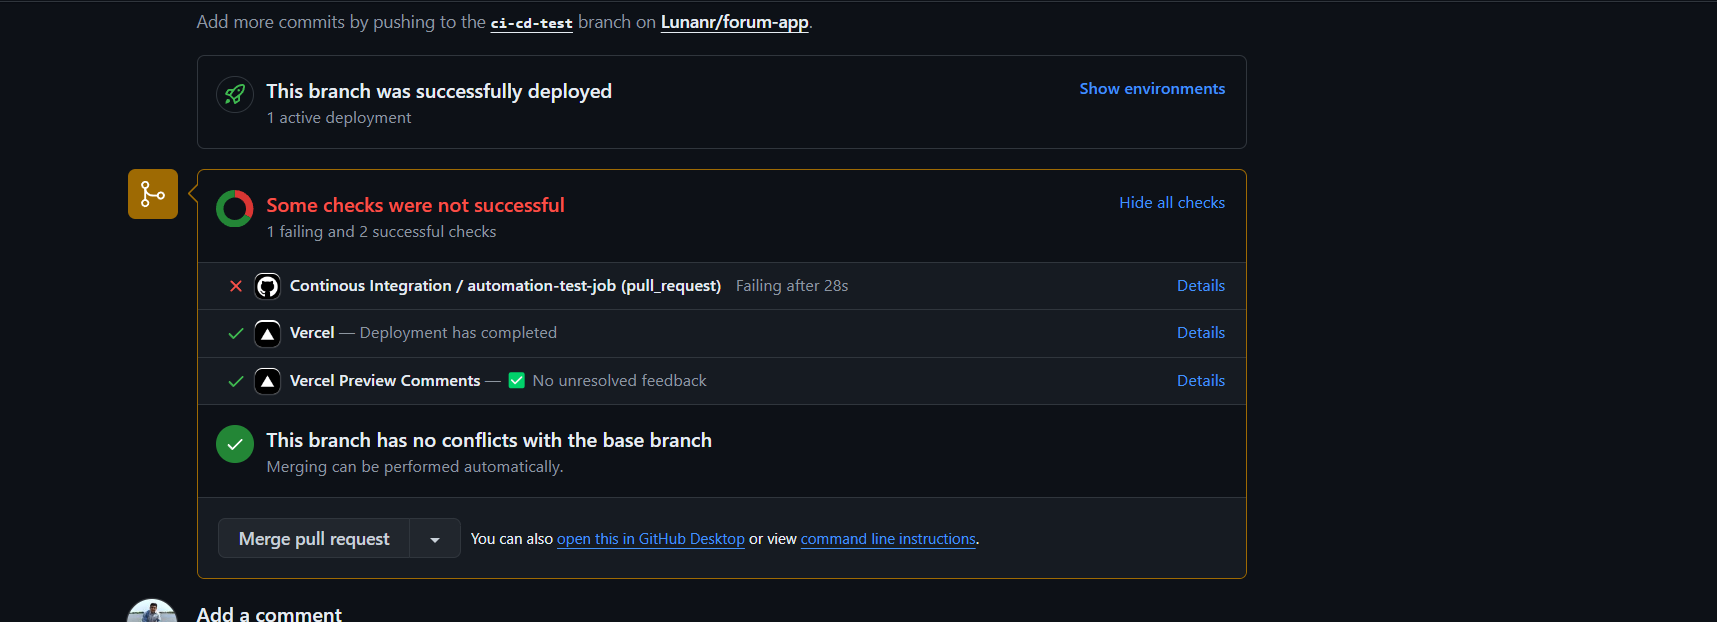 Add more commits by pushing to the ci-cd-test branch on Lunanr/forum-app.
This branch was successfully deployed
Show environments
1 active deployment
Some checks were not successful
Hide all checks
1 failing and 2 successful checks
Continous Integration / automation-test-job (pull_request) Failing after 28s
Details
Vercel — Deployment has completed
Details
Vercel Preview Comments — ✅ No unresolved feedback
Details
This branch has no conflicts with the base branch
Merging can be performed automatically.
Merge pull request
You can also open this in GitHub Desktop or view command line instructions.
Add a comment